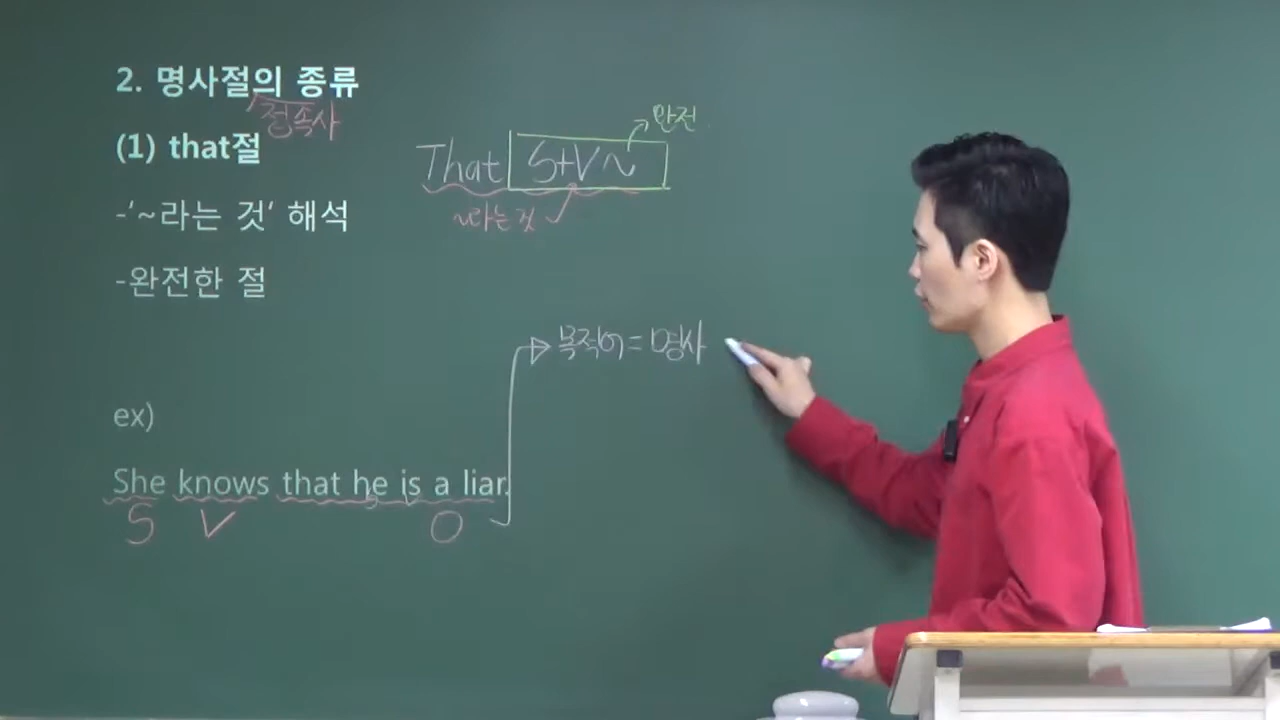 2. 명사절의 종류
접속사
(1) that절
That S+V~
완전
-'~라는 것' 해석
~라는 것
-완전한 절
목적어 = 명사
ex)
She knows that he is a liar.
S V O